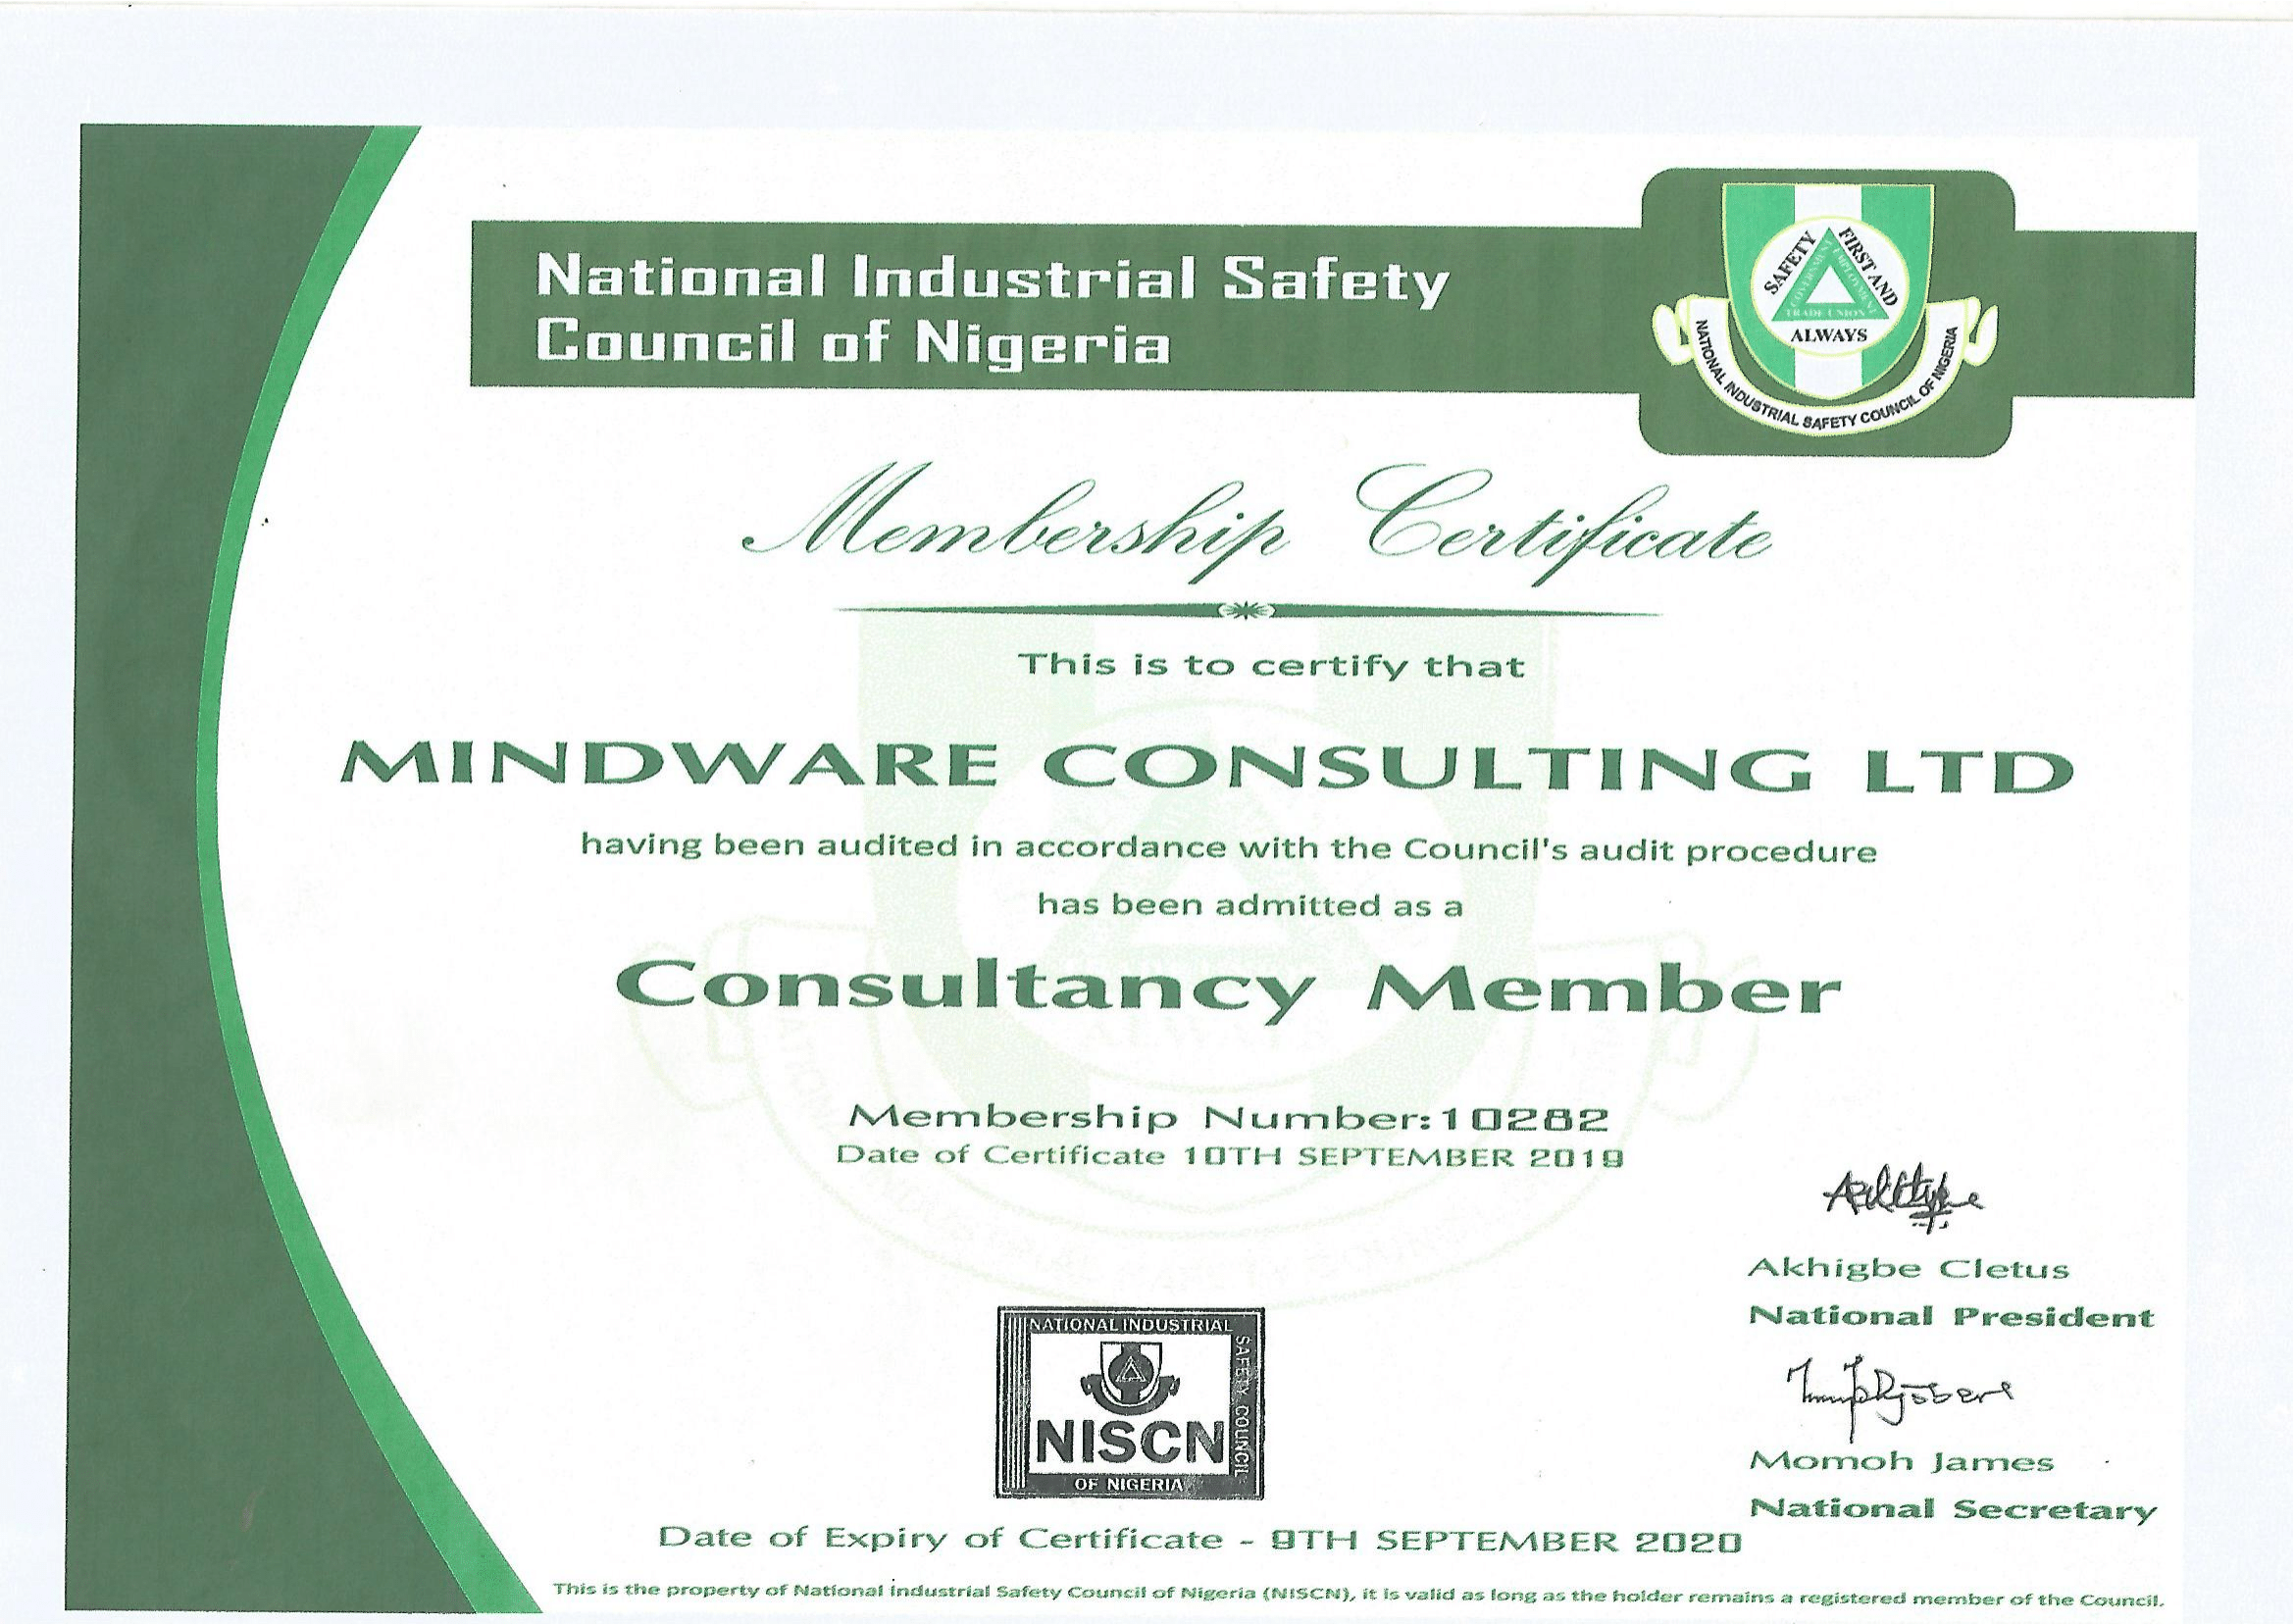 National Industrial Safety
Council of Nigeria
SAFETY FIRST AND
GOVERNMENT EMPLOYMENT
TRADE UNION
ALWAYS
NATIONAL INDUSTRIAL SAFETY COUNCIL OF NIGERIA
Membership Certificate
This is to certify that
MINDWARE CONSULTING LTD
having been audited in accordance with the Council's audit procedure
has been admitted as a
Consultancy Member
Membership Number:10282
Date of Certificate 10TH SEPTEMBER 2019
Akhigbe Cletus
National President
Momoh James
National Secretary
NATIONAL INDUSTRIAL
SAFETY COUNCIL
NISCN
OF NIGERIA
Date of Expiry of Certificate - 9TH SEPTEMBER 2020
This is the property of National industrial Safety Council of Nigeria (NISCN), it is valid as long as the holder remains a registered member of the Council.